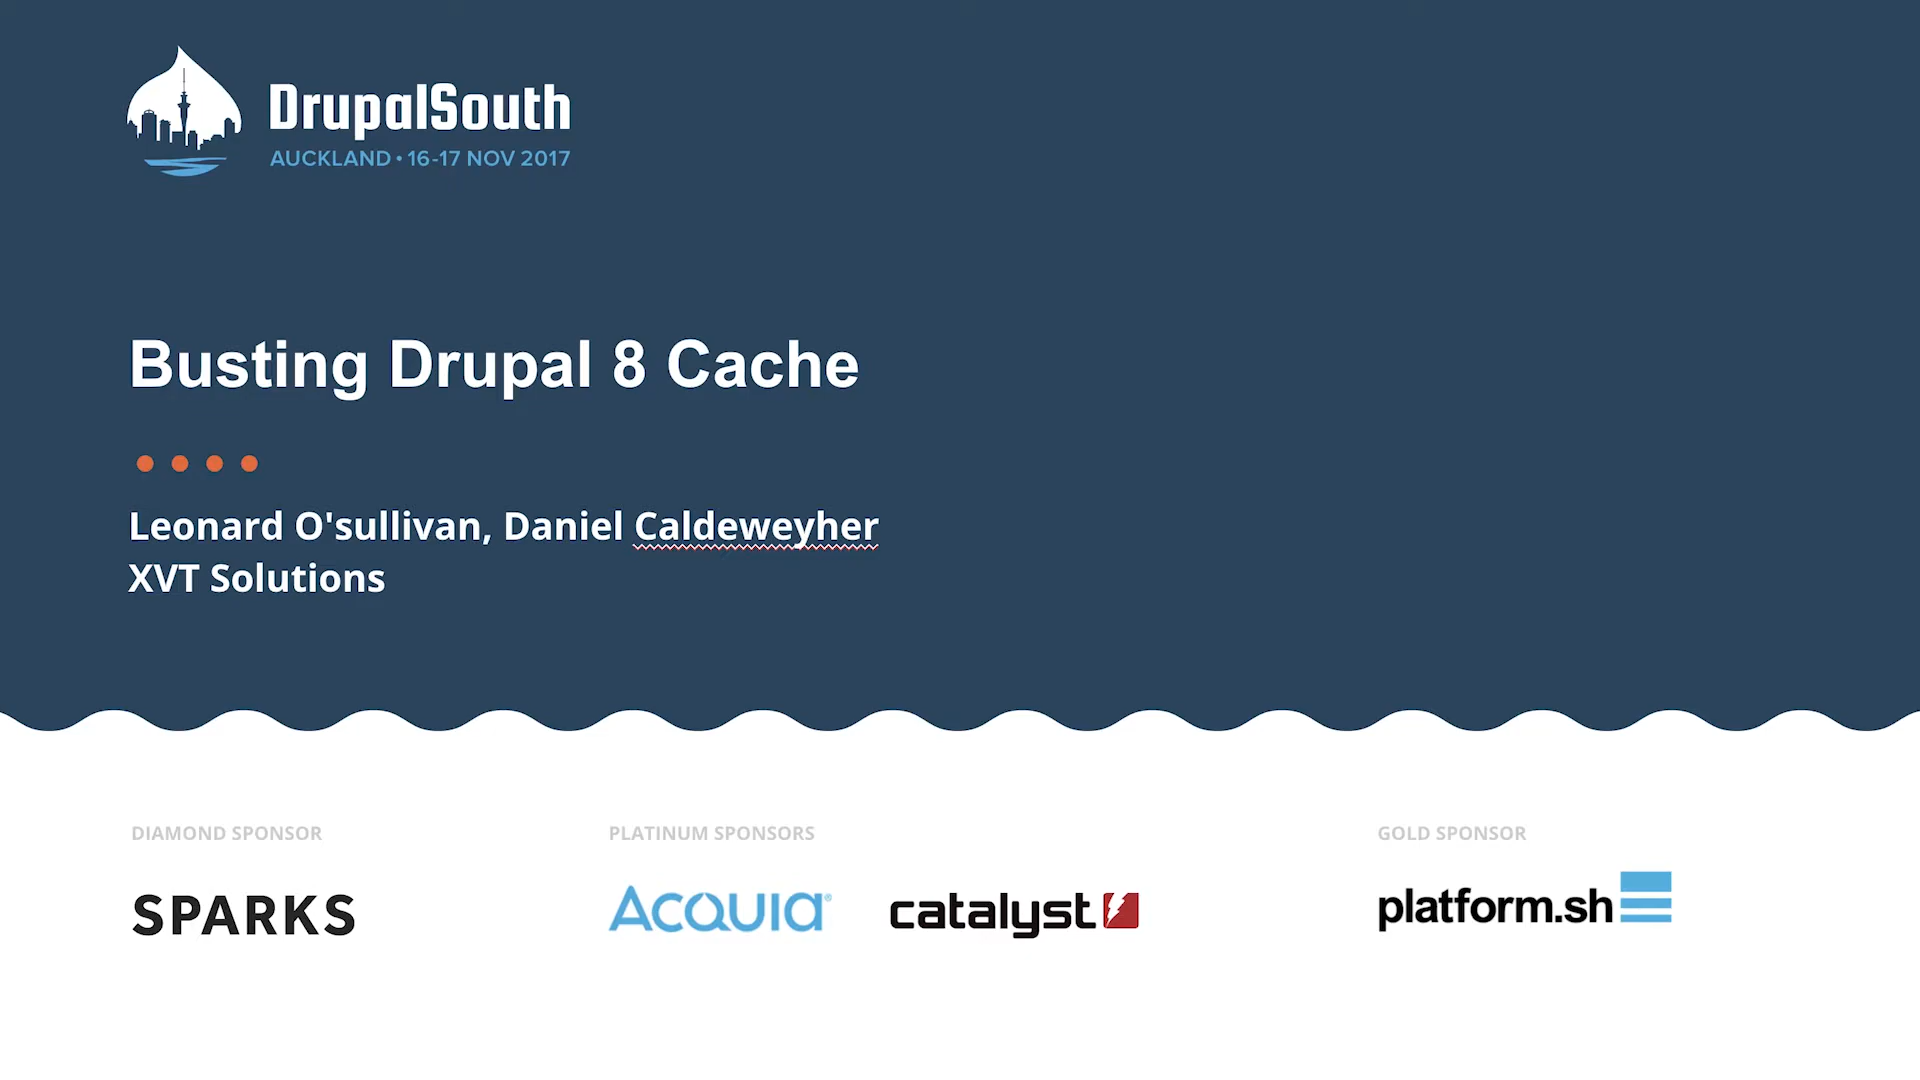 DrupalSouth
AUCKLAND • 16-17 NOV 2017
Busting Drupal 8 Cache
Leonard O'sullivan, Daniel Caldeweyher
XVT Solutions
DIAMOND SPONSOR
PLATINUM SPONSORS
GOLD SPONSOR
SPARKS
ACQUIA®
catalyst
platform.sh